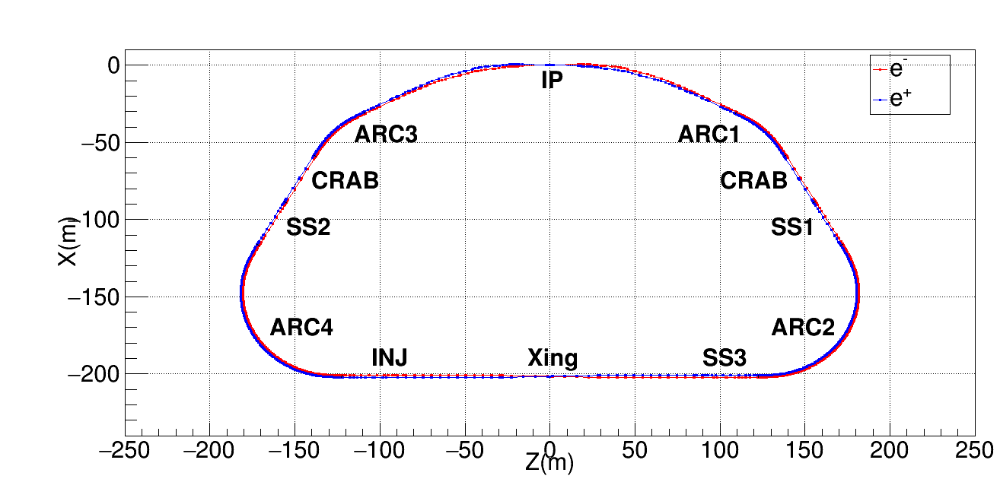 0
e-
IP
e+
ARC3
ARC1
−50
CRAB
CRAB
−100
SS2
SS1
X(m)
−150
ARC4
ARC2
INJ
Xing
SS3
−200
−250
−200
−150
−100
−50
0
50
100
150
200
250
Z(m)